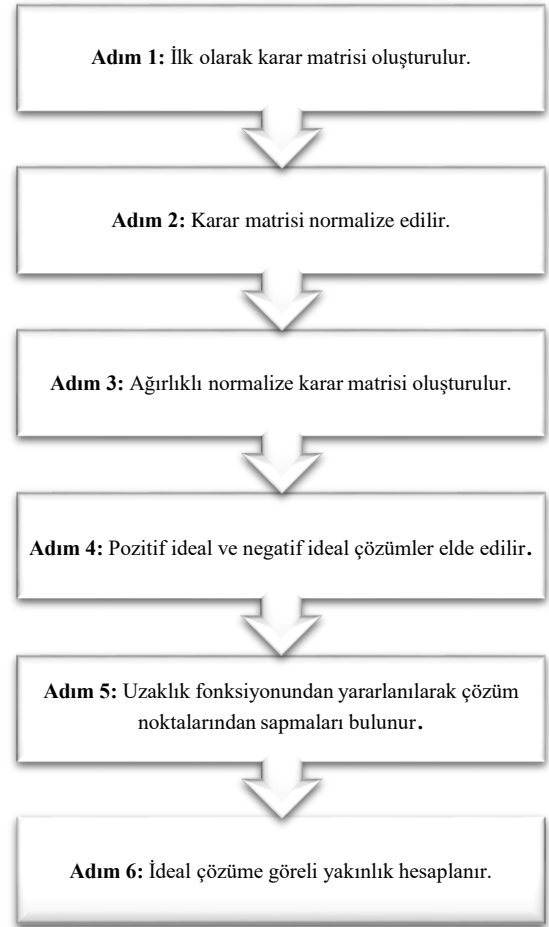 Adım 1: İlk olarak karar matrisi oluşturulur.
Adım 2: Karar matrisi normalize edilir.
Adım 3: Ağırlıklı normalize karar matrisi oluşturulur.
Adım 4: Pozitif ideal ve negatif ideal çözümler elde edilir.
Adım 5: Uzaklık fonksiyonundan yararlanılarak çözüm
noktalarından sapmaları bulunur.
Adım 6: İdeal çözüme göreli yakınlık hesaplanır.